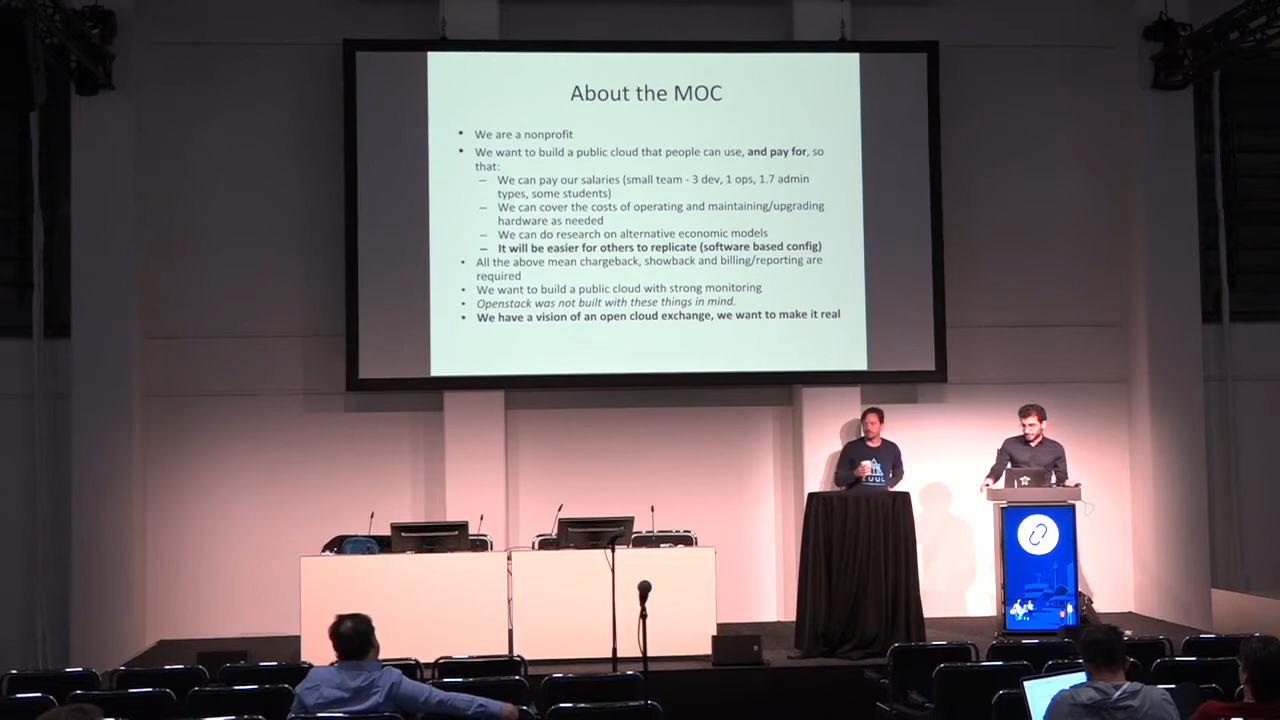 About the MOC
• We are a nonprofit
• We want to build a public cloud that people can use, and pay for, so
that:
– We can pay our salaries (small team - 3 dev, 1 ops, 1.7 admin
types, some students)
– We can cover the costs of operating and maintaining/upgrading
hardware as needed
– We can do research on alternative economic models
– It will be easier for others to replicate (software based config)
• All the above mean chargeback, showback and billing/reporting are
required
• We want to build a public cloud with strong monitoring
• Openstack was not built with these things in mind.
• We have a vision of an open cloud exchange, we want to make it real
ZUUL